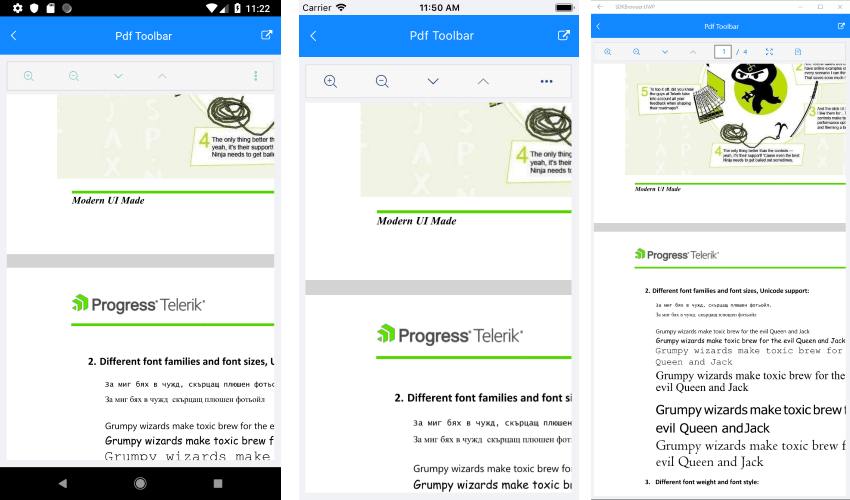 11:22
Pdf Toolbar
4 The only thing better th
yeah, it's their support!
Ninja needs to get baile
Modern UI Made
Progress Telerik
2. Different font families and font sizes, U
За миг бях в чужд, скърцащ плюшен фотьо
За миг бях в чужд скърцащ плюшен фотьойл
Grumpy wizards make toxic brew for the e
Grumpy wizards make toxic brew f
Grumpy wizards make
Carrier
11:50 AM
Pdf Toolbar
4 The only thing
yeah, it's their
Ninja needs to
Modern UI Made
Progress Telerik
2. Different font families and font si
За миг бях в чужд, скърцащ плюшен
За миг бях в чужд скърцащ плюшен фот
Grumpy wizards make toxic brew fo
Grumpy wizards make toxic br
SDKBrowser.UWP
Pdf Toolbar
1 / 4
2
5 To top it off, did you know
the guys at Telerik take
into account all your
feedback when shaping
their roadmaps?
3
4 The only thing better than the controls —
yeah, it's their support! 'Cause even the best
Ninja needs to get bailed out sometimes.
Modern UI Made
Progress Telerik
2. Different font families and font sizes, Unicode support:
За миг бях в чужд, скърцащ плюшен фотьойл.
За миг бях в чужд скърцащ плюшен фотьойл
Grumpy wizards make toxic brew for the evil Queen and Jack
Grumpy wizards make toxic brew for the evil Queen and Jack
Grumpy wizards make toxic brew for
Queen and Jack
Grumpy wizards make toxic brew for the
evil Queen and Jack
Grumpy wizards make toxic brew f
evil Queen and Jack
Grumpy wizards make toxic brew f
evil Queen and Jack
3. Different font weight and font style: